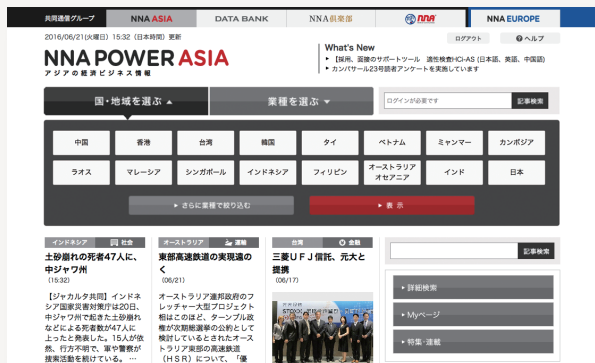 共同通信グループ
NNA ASIA
DATA BANK
NNA倶楽部
NNA
NNA EUROPE
2016/06/21(火曜日) 15:32 (日本時間) 更新
ログアウト
ヘルプ
NNA POWER ASIA
アジアの経済ビジネス情報
What's New
【採用、面接のサポートツール 適性検査HCi-AS (日本語、英語、中国語)
カンパサール23号読者アンケートを実施しています
国・地域を選ぶ
業種を選ぶ
ログインが必要です
記事検索
中国
香港
台湾
韓国
タイ
ベトナム
ミャンマー
カンボジア
ラオス
マレーシア
シンガポール
インドネシア
フィリピン
オーストラリア
オセアニア
インド
日本
さらに業種で絞り込む
表示
インドネシア
社会
土砂崩れの死者47人に、
中ジャワ州
(15:32)
【ジャカルタ共同】インドネ
シア国家災害対策庁は20日、
中ジャワ州で起きた土砂崩れ
などによる死者数が47人に
上ったと発表した。15人が依
然、行方不明で、軍や警察が
捜索活動を続けている。 …
オーストラリア
運輸
東部高速鉄道の実現遠の
く
(06/21)
オーストラリア連邦政府のフ
レッチャー大型プロジェクト
相はこのほど、ターンブル政
権が次期総選挙の公約として
検討しているとされたオース
トラリア東部の高速鉄道
(HSR)について、「優
台湾
金融
三菱UFJ信託、元大と
提携
(06/17)
記事検索
詳細検索
Myページ
特集・連載